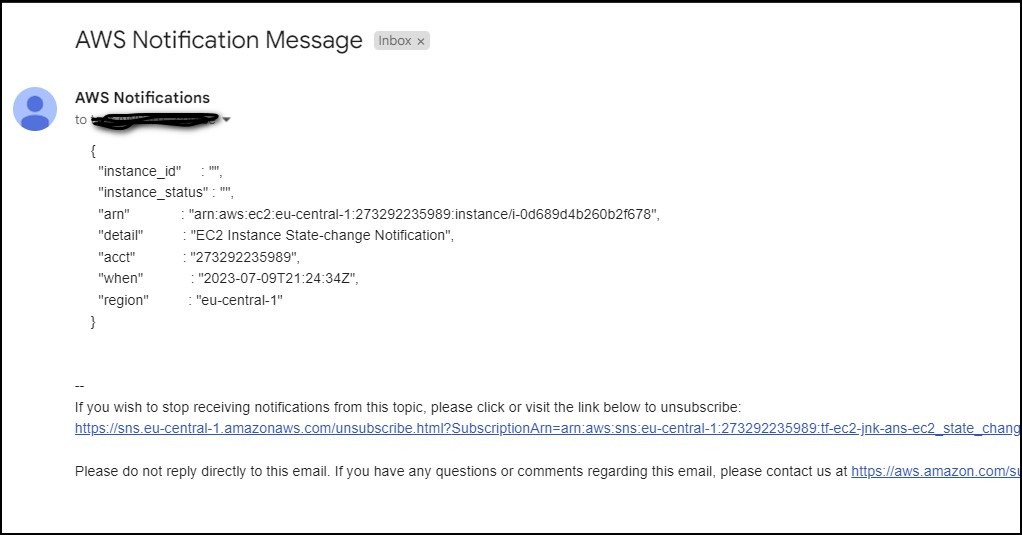 AWS Notification Message Inbox ×
AWS Notifications
to
{
"instance_id" : "",
"instance_status" : "",
"arn" : "arn:aws:ec2:eu-central-1:273292235989:instance/i-0d689d4b260b2f678",
"detail" : "EC2 Instance State-change Notification",
"acct" : "273292235989",
"when" : "2023-07-09T21:24:34Z",
"region" : "eu-central-1"
}
--
If you wish to stop receiving notifications from this topic, please click or visit the link below to unsubscribe:
https://sns.eu-central-1.amazonaws.com/unsubscribe.html?SubscriptionArn=arn:aws:sns:eu-central-1:273292235989:tf-ec2-jnk-ans-ec2_state_chang
Please do not reply directly to this email. If you have any questions or comments regarding this email, please contact us at https://aws.amazon.com/su